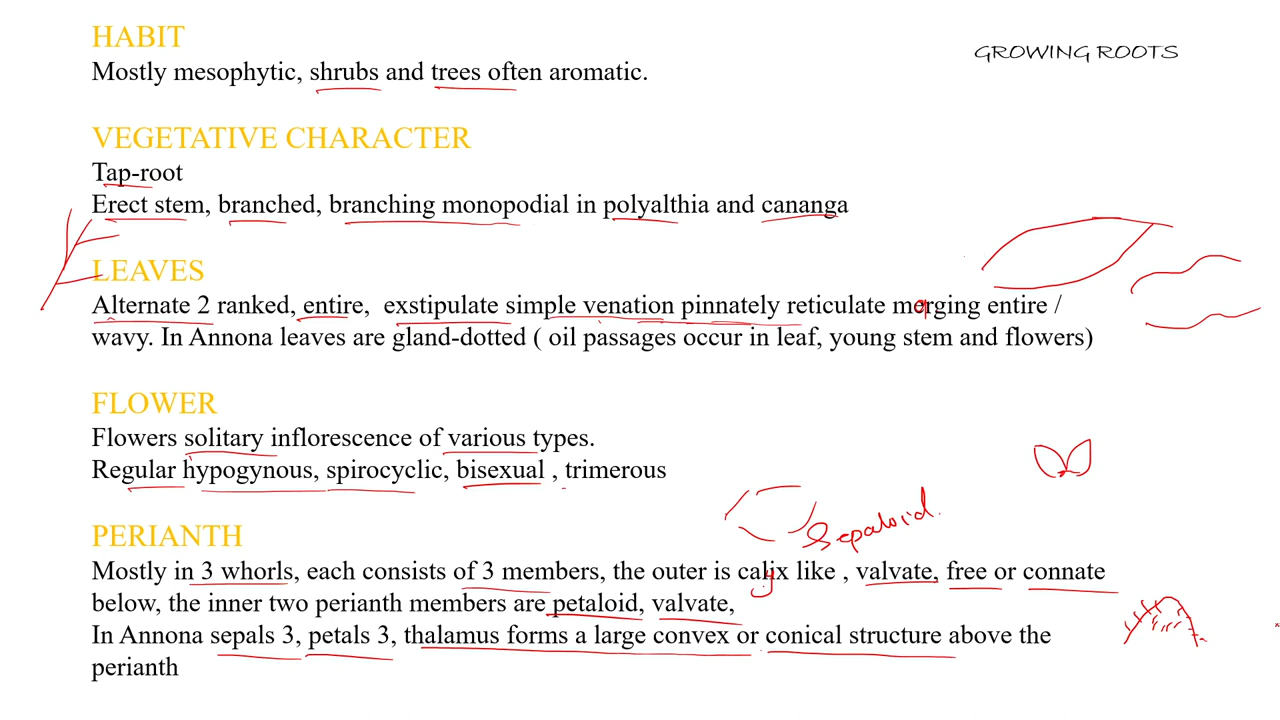 HABIT
GROWING ROOTS
Mostly mesophytic, shrubs and trees often aromatic.
VEGETATIVE CHARACTER
Tap-root
Erect stem, branched, branching monopodial in polyalthia and cananga
LEAVES
Alternate 2 ranked, entire, exstipulate simple venation pinnately reticulate merging entire /
wavy. In Annona leaves are gland-dotted ( oil passages occur in leaf, young stem and flowers)
FLOWER
Flowers solitary inflorescence of various types.
Regular hypogynous, spirocyclic, bisexual , trimerous
Sepaloid.
PERIANTH
Mostly in 3 whorls, each consists of 3 members, the outer is calyx like , valvate, free or connate
below, the inner two perianth members are petaloid, valvate,
In Annona sepals 3, petals 3, thalamus forms a large convex or conical structure above the
perianth